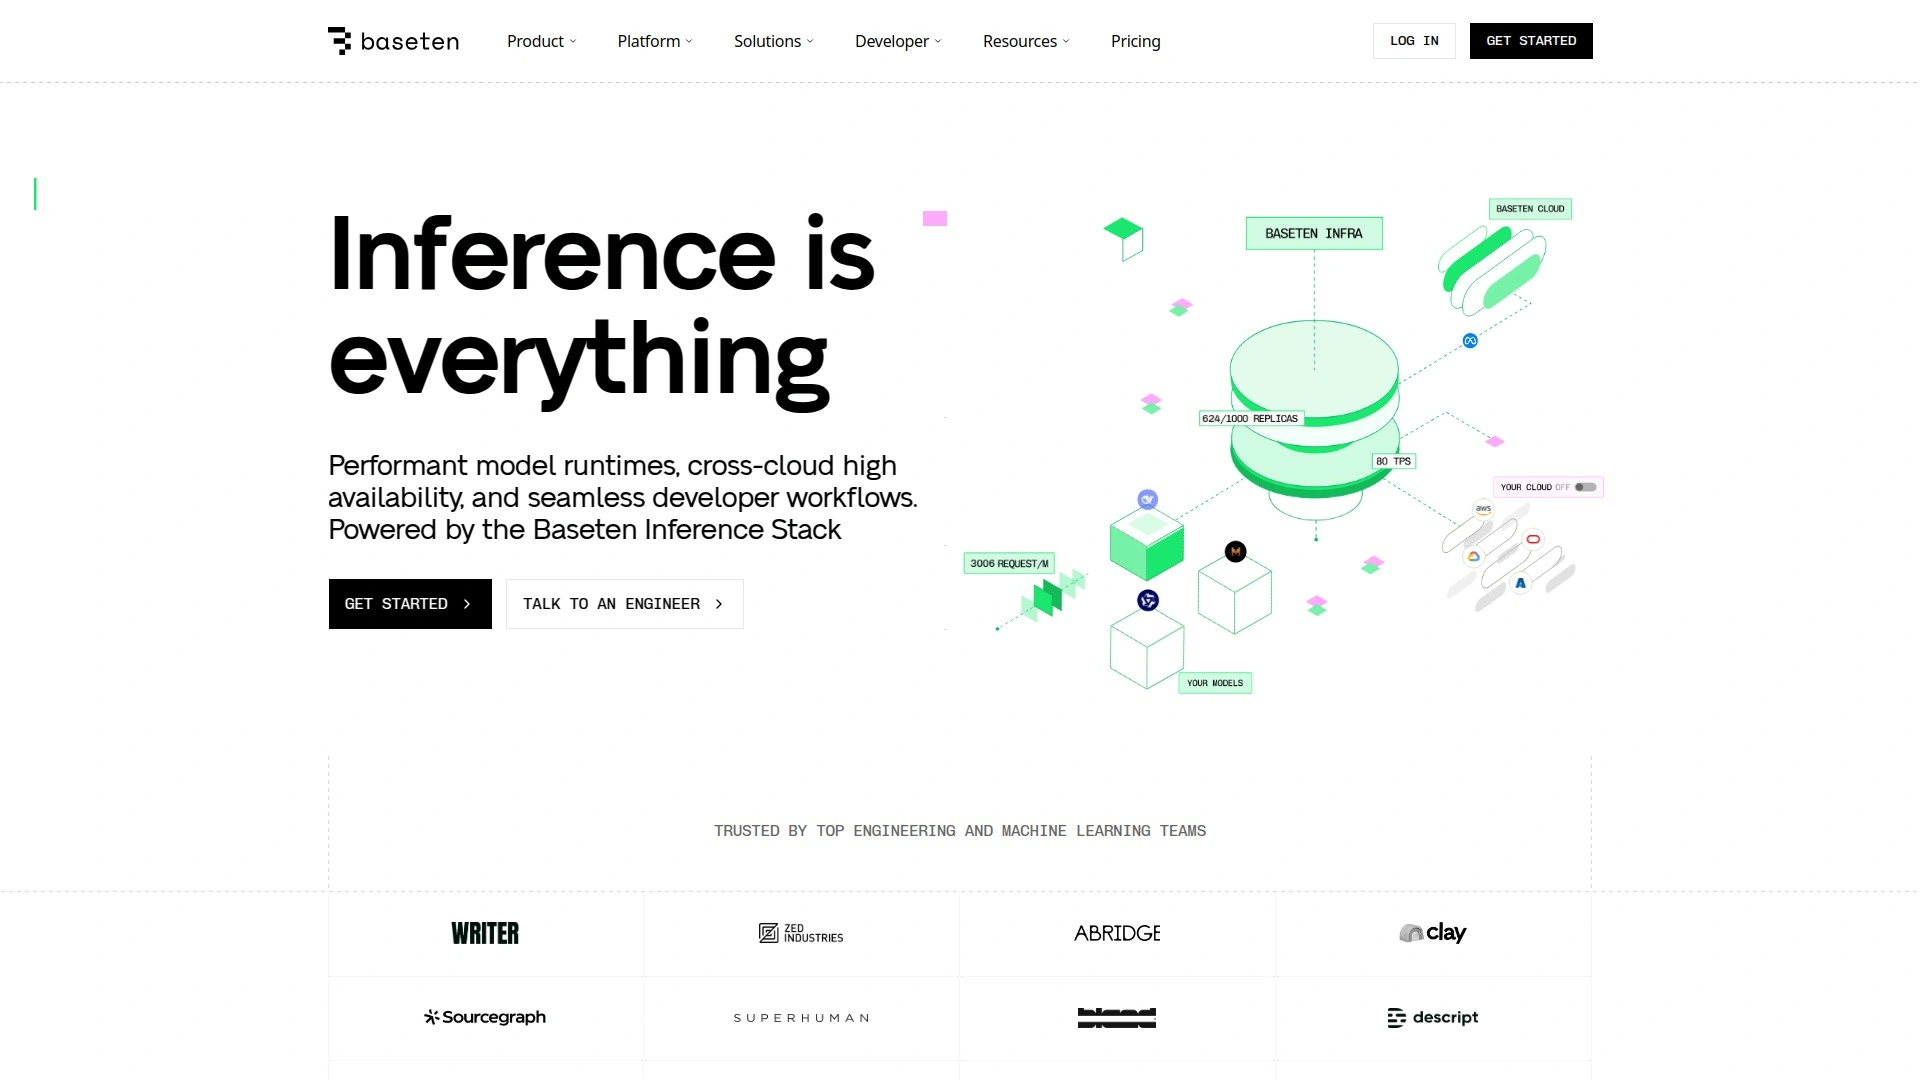 baseten
Product
Platform
Solutions
Developer
Resources
Pricing
LOG IN
GET STARTED
Inference is
everything
Performant model runtimes, cross-cloud high
availability, and seamless developer workflows.
Powered by the Baseten Inference Stack
GET STARTED
TALK TO AN ENGINEER
BASETEN CLOUD
BASETEN INFRA
624/1000 REPLICAS
80 TPS
YOUR CLOUD OFF
aws
3006 REQUEST/M
YOUR MODELS
TRUSTED BY TOP ENGINEERING AND MACHINE LEARNING TEAMS
WRITER
ZED
INDUSTRIES
ABRIDGE
clay
Sourcegraph
SUPERHUMAN
descript